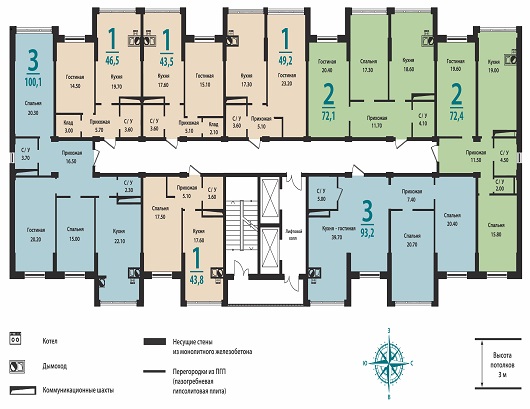 3
100,1
Спальня
20.30
С/У
3.70
Прихожая
16.50
Гостиная
20,20
Спальня
15.00
Кухня
22.10
С/У
2.30
1
46,5
Гостиная
14.50
Кухня
19.70
Клад
3.00
Прихожая
5.70
С/У
3.60
1
43,5
Кухня
17.60
Гостиная
15.10
С/У
3.60
Прихожая
5.10
Клад
2.10
1
49,2
Кухня
17.30
Гостиная
23.20
С/У
3.60
Прихожая
5.10
2
72,1
Гостиная
20.40
Спальня
17.30
Кухня
18.60
Прихожая
11.70
С/У
4.10
2
72,4
Гостиная
19.60
Кухня
19.00
Прихожая
11.50
С/У
4.50
С/У
2.00
Спальня
15.80
1
43,8
Спальня
17.50
Прихожая
5.10
С/У
3.60
Кухня
17.60
Лифтовый
холл
3
93,2
С/У
5.00
Прихожая
7.40
Кухня - гостиная
39.70
Спальня
20.70
Спальня
20.40
Котел
Дымоход
Коммуникационные шахты
Несущие стены
из монолитного железобетона
Перегородки из ПГП
(пазогребневая
гипсолитовая плита)
З
Ю
С
В
Высота
потолков
3 м